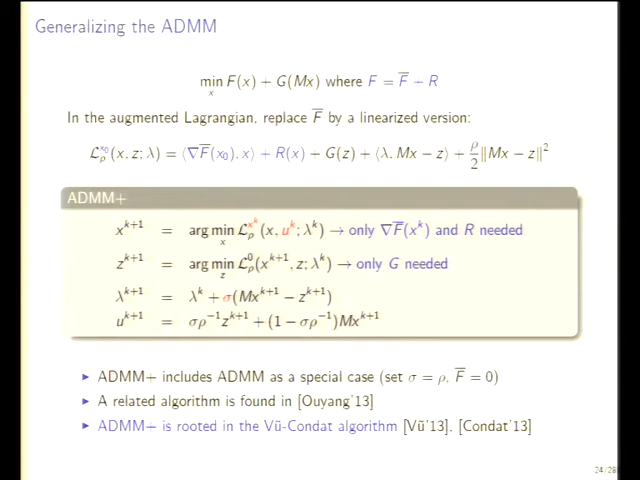 Generalizing the ADMM
min_x F(x) + G(Mx) where F = F̅ + R
In the augmented Lagrangian, replace F̅ by a linearized version:
ℒ_ρ^{x_0}(x, z; λ) = ⟨∇F̅(x_0), x⟩ + R(x) + G(z) + ⟨λ, Mx − z⟩ + ρ/2 ‖Mx − z‖²
ADMM+
x^{k+1} = arg min_x ℒ_ρ^{x^k}(x, u^k; λ^k) → only ∇F̅(x^k) and R needed
z^{k+1} = arg min_z ℒ_ρ^0(x^{k+1}, z; λ^k) → only G needed
λ^{k+1} = λ^k + σ(Mx^{k+1} − z^{k+1})
u^{k+1} = σρ^{−1}z^{k+1} + (1 − σρ^{−1})Mx^{k+1}
▸ ADMM+ includes ADMM as a special case (set σ = ρ, F̅ = 0)
▸ A related algorithm is found in [Ouyang'13]
▸ ADMM+ is rooted in the Vũ-Condat algorithm [Vũ'13], [Condat'13]
24/28